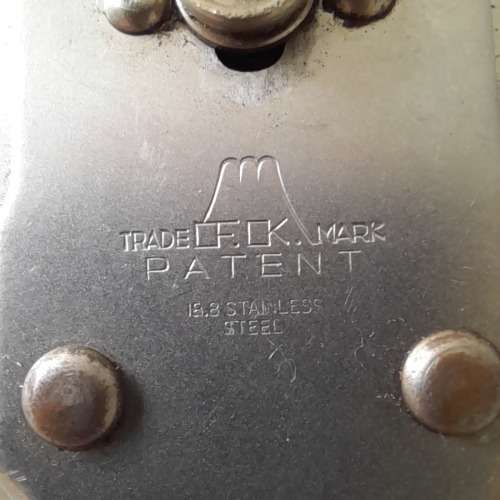 TRADE F.K. MARK
PATENT
18.8 STAINLESS
STEEL